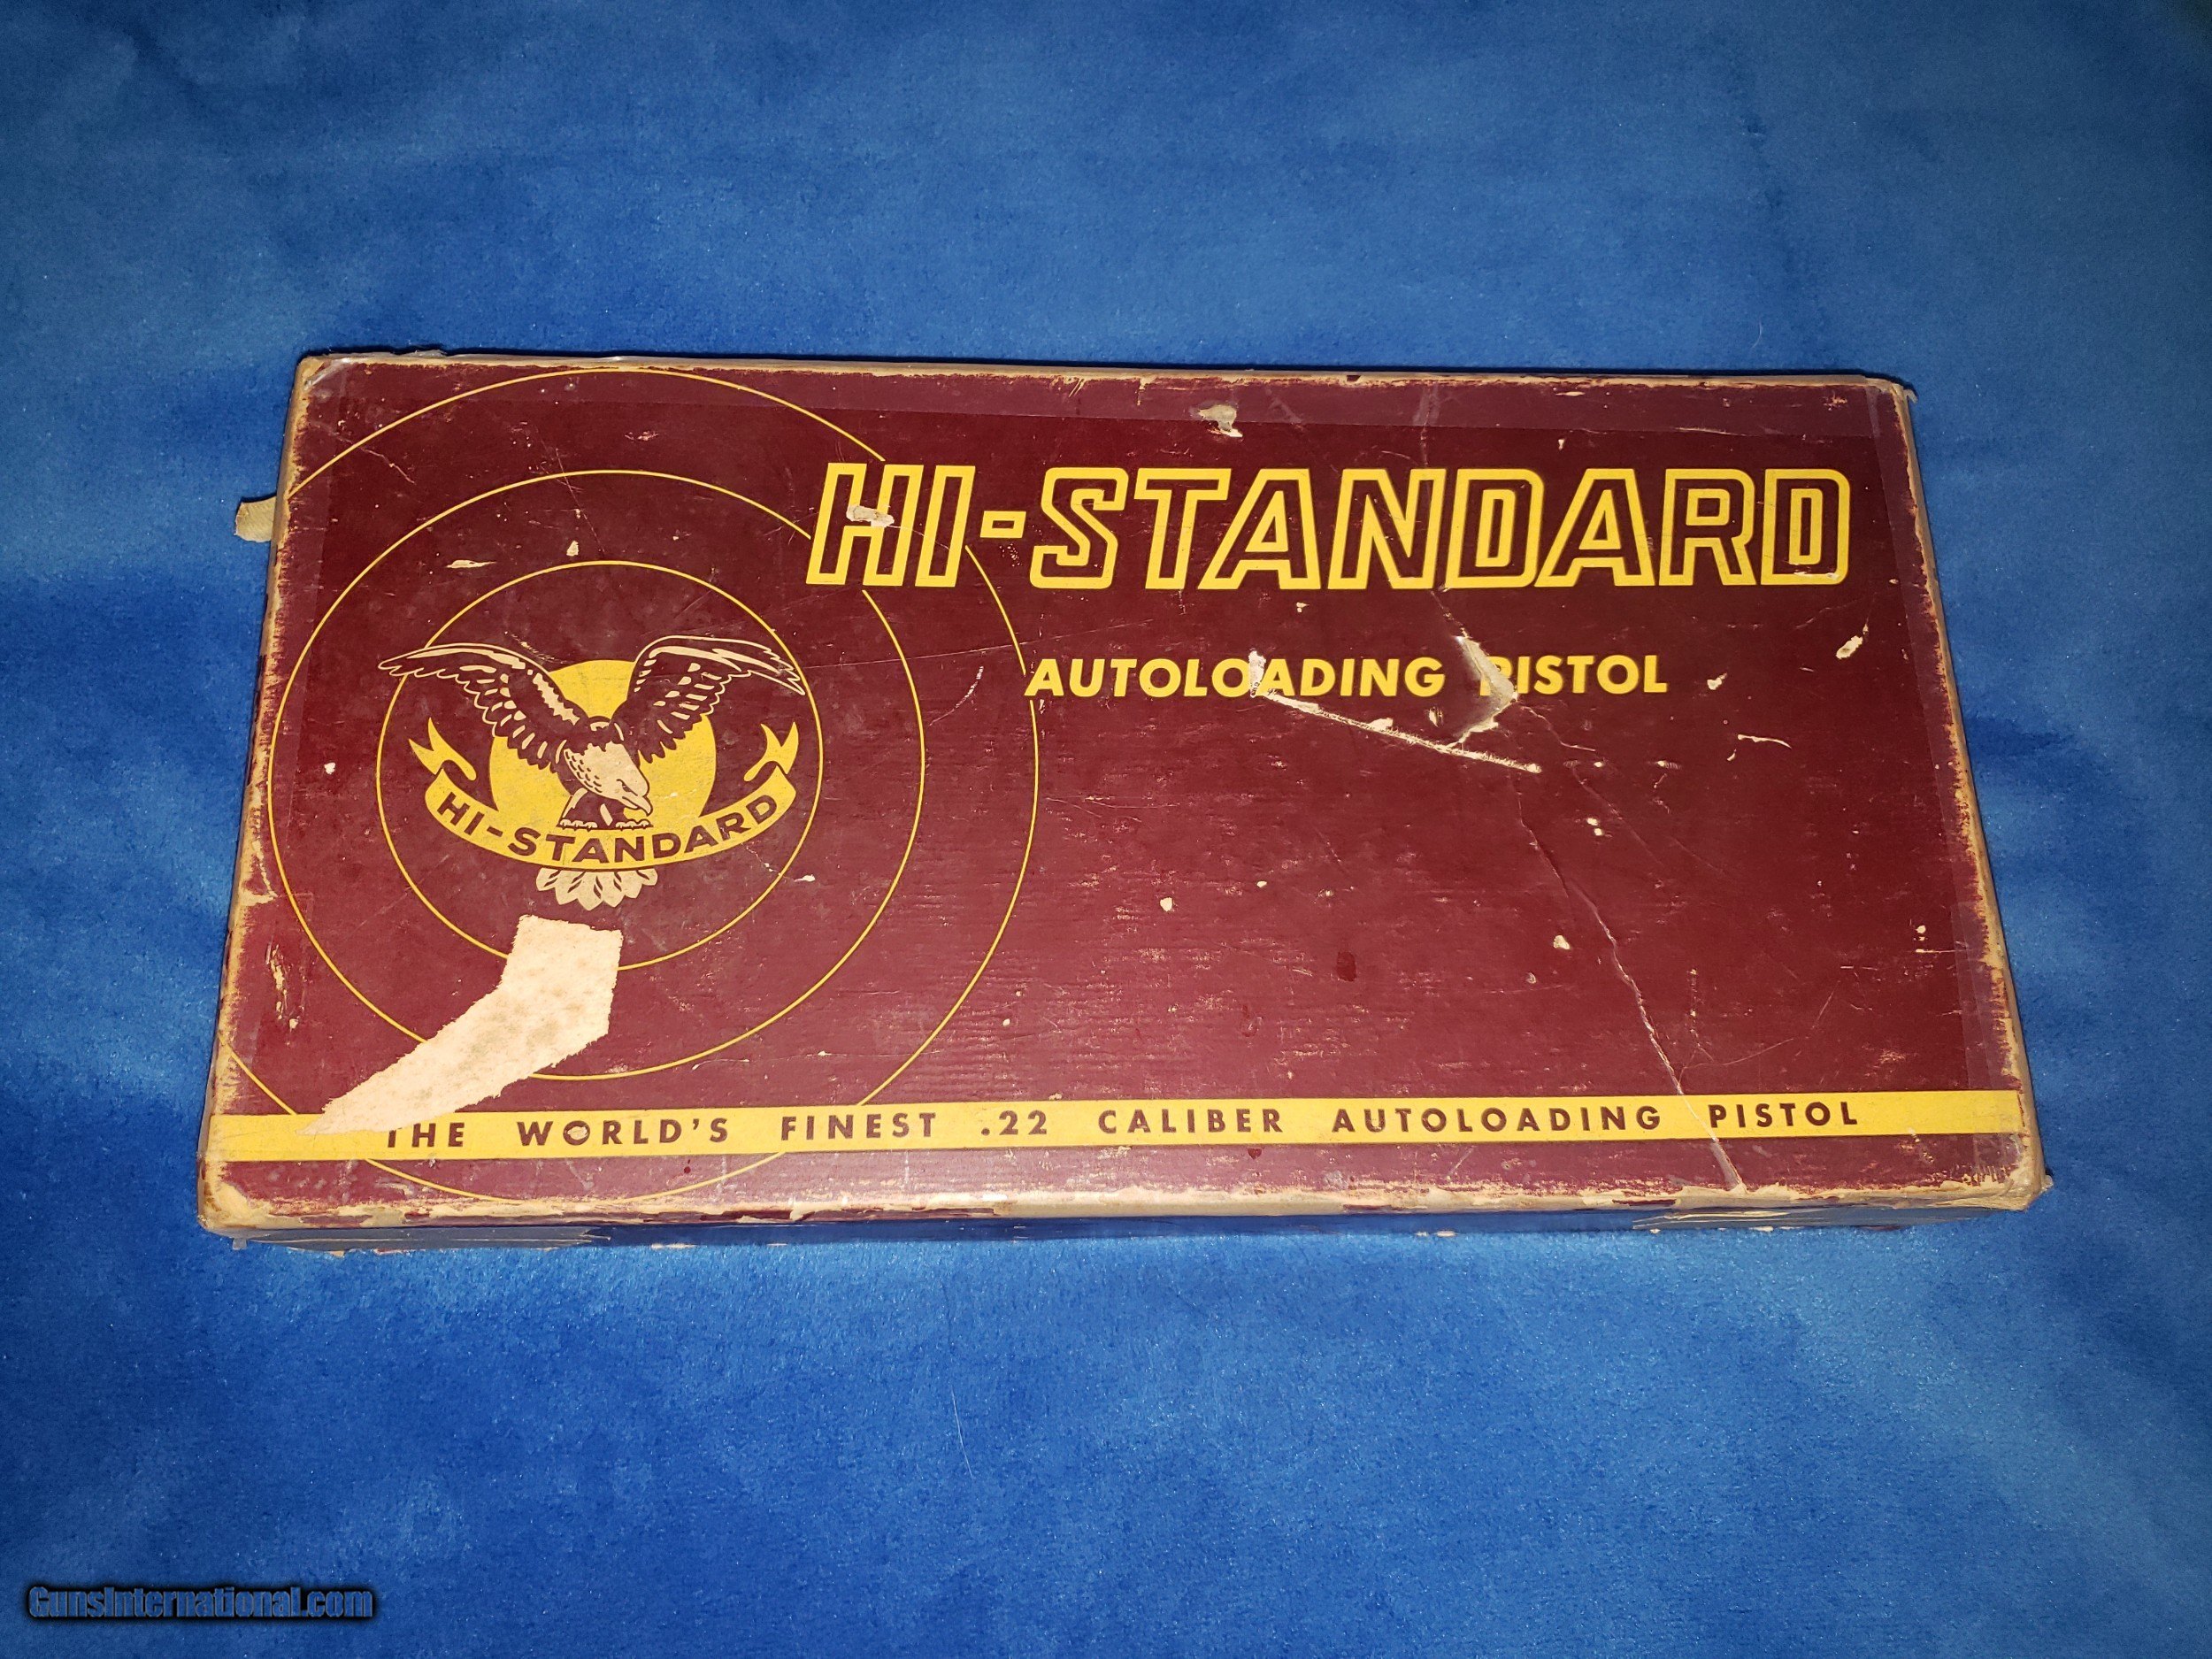 HI-STANDARD
AUTOLOADING PISTOL
HI-STANDARD
THE WORLD'S FINEST .22 CALIBER AUTOLOADING PISTOL
GunsInternational.com